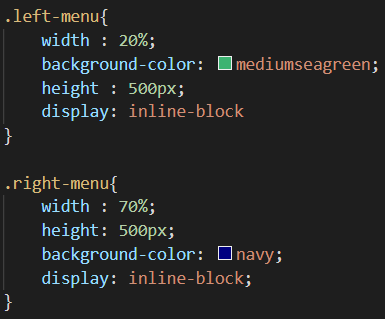 .left-menu{
width : 20%;
background-color: mediumseagreen;
height : 500px;
display: inline-block
}
.right-menu{
width : 70%;
height: 500px;
background-color: navy;
display: inline-block;
}